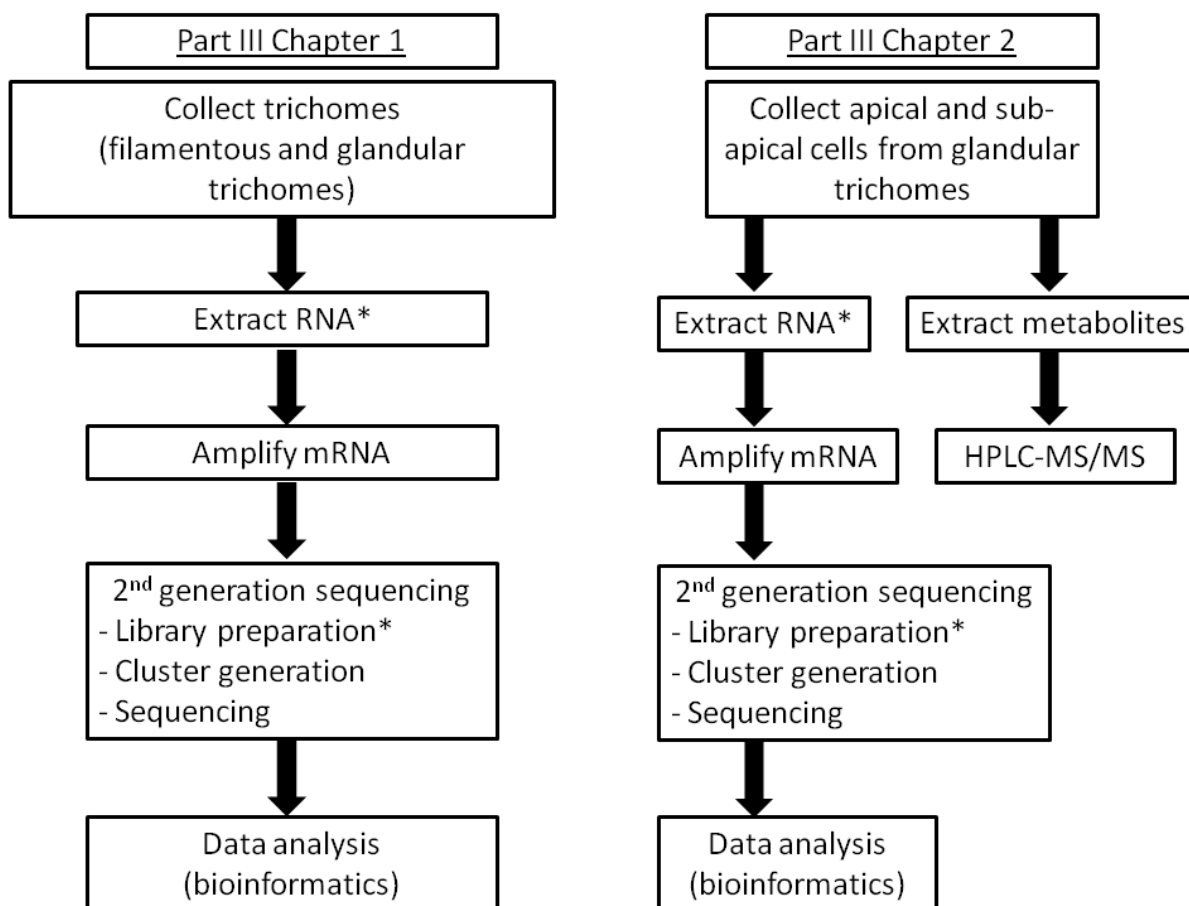 Part III Chapter 1
Collect trichomes
(filamentous and glandular
trichomes)
Extract RNA*
Amplify mRNA
2nd generation sequencing
- Library preparation*
- Cluster generation
- Sequencing
Data analysis
(bioinformatics)
Part III Chapter 2
Collect apical and sub-
apical cells from glandular
trichomes
Extract RNA*
Extract metabolites
Amplify mRNA
HPLC-MS/MS
2nd generation sequencing
- Library preparation*
- Cluster generation
- Sequencing
Data analysis
(bioinformatics)